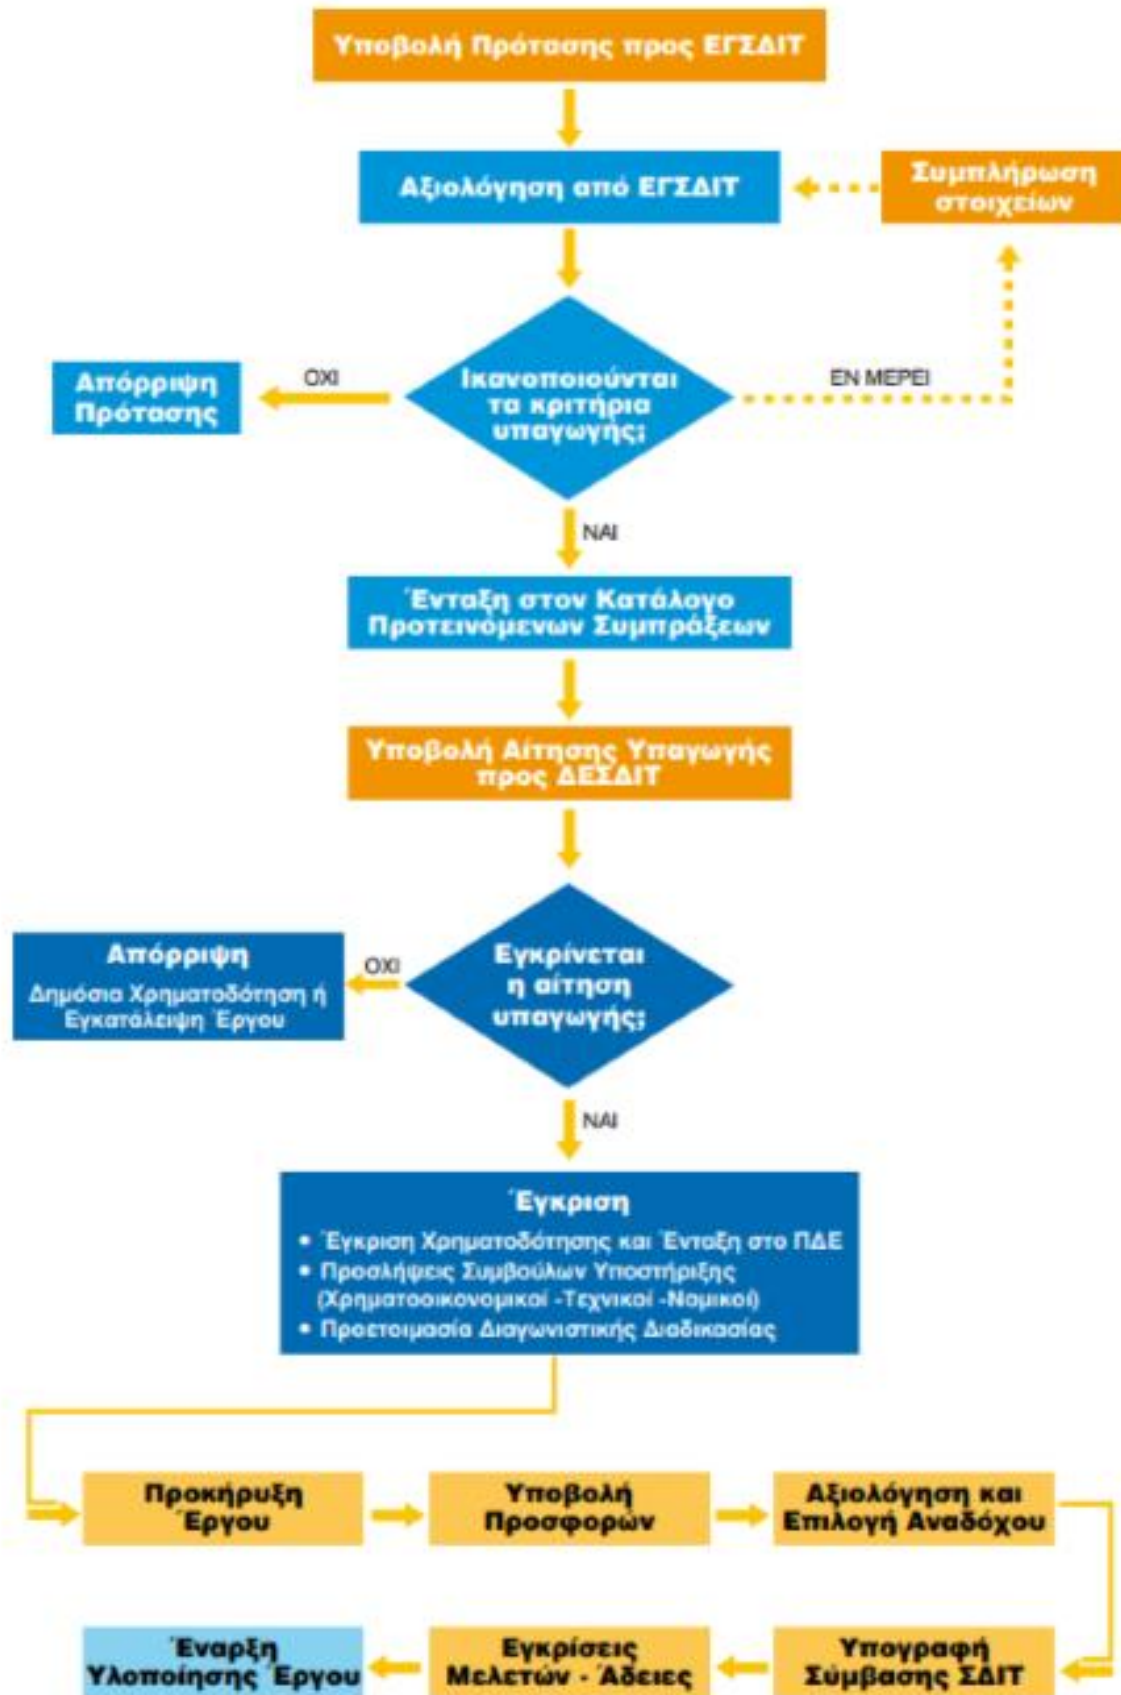 Υποβολή Πρότασης προς ΕΓΣΔΙΤ
Αξιολόγηση από ΕΓΣΔΙΤ
Συμπλήρωση
στοιχείων
Ικανοποιούνται
τα κριτήρια
υπαγωγής;
ΟΧΙ
Απόρριψη
Πρότασης
ΕΝ ΜΕΡΕΙ
ΝΑΙ
Ένταξη στον Κατάλογο
Προτεινόμενων Συμπράξεων
Υποβολή Αίτησης Υπαγωγής
προς ΔΕΣΔΙΤ
Εγκρίνεται
η αίτηση
υπαγωγής;
ΟΧΙ
Απόρριψη
Δημόσια Χρηματοδότηση ή
Εγκατάλειψη Έργου
ΝΑΙ
Έγκριση
• Έγκριση Χρηματοδότησης και Ένταξη στο ΠΔΕ
• Προσλήψεις Συμβούλων Υποστήριξης
(Χρηματοοικονομικοί -Τεχνικοί -Νομικοί)
• Προετοιμασία Διαγωνιστικής Διαδικασίας
Προκήρυξη
Έργου
Υποβολή
Προσφορών
Αξιολόγηση και
Επιλογή Αναδόχου
Υπογραφή
Σύμβασης ΣΔΙΤ
Εγκρίσεις
Μελετών - Άδειες
Έναρξη
Υλοποίησης Έργου